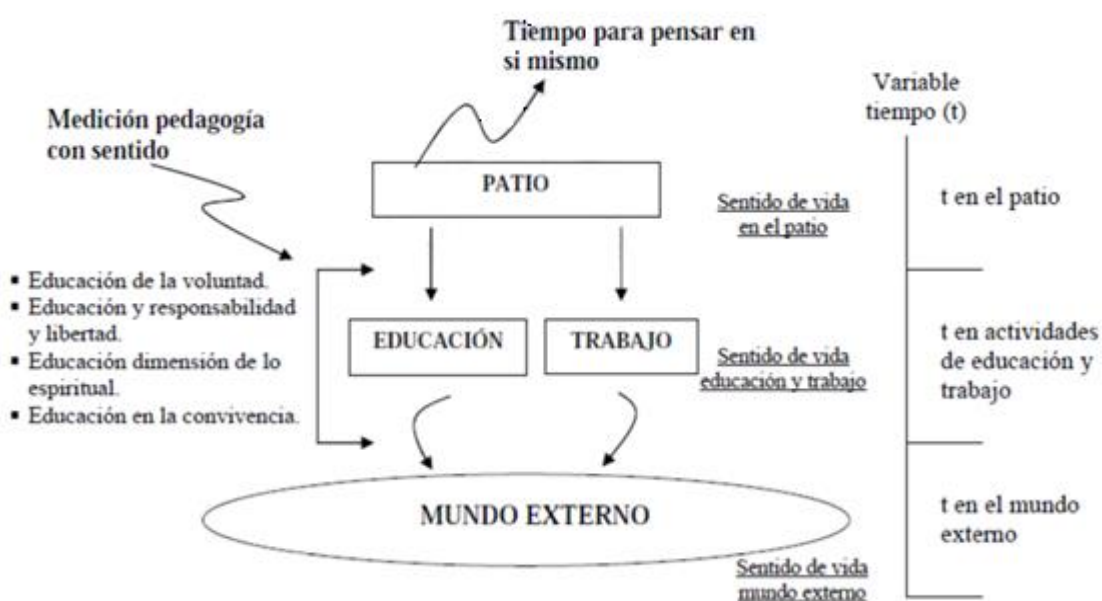 Tiempo para pensar en
si mismo
Variable
tiempo (t)
Medición pedagogía
con sentido
PATIO
Sentido de vida
en el patio
t en el patio
▪ Educación de la voluntad.
▪ Educación y responsabilidad
y libertad.
▪ Educación dimensión de lo
espiritual.
▪ Educación en la convivencia.
EDUCACIÓN
TRABAJO
Sentido de vida
educación y trabajo
t en actividades
de educación y
trabajo
MUNDO EXTERNO
t en el mundo
externo
Sentido de vida
mundo externo